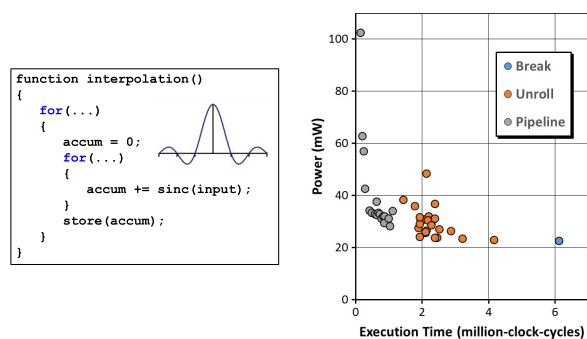 function interpolation()
{
for(...)
{
accum = 0;
for(...)
{
accum += sinc(input);
}
store(accum);
}
}
Power (mW)
100
80
60
40
20
0
0
2
4
6
Execution Time (million-clock-cycles)
Break
Unroll
Pipeline